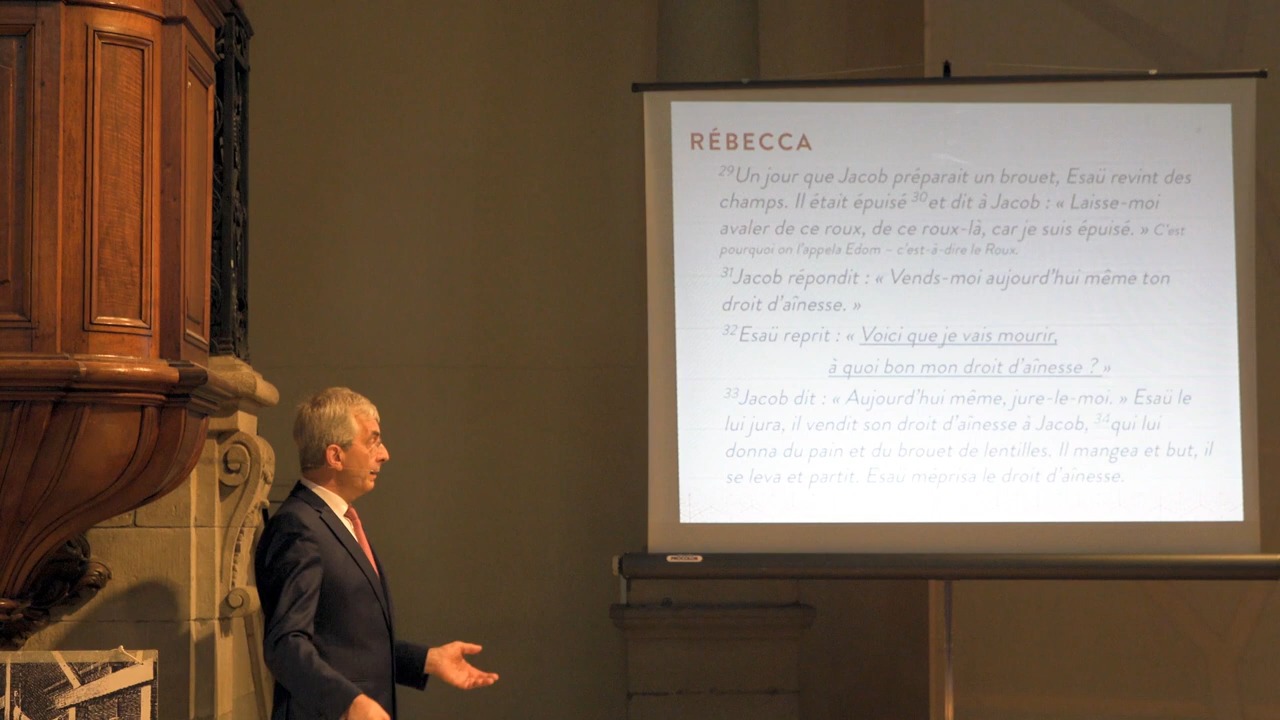 RÉBECCA
²⁹Un jour que Jacob préparait un brouet, Esaü revint des
champs. Il était épuisé ³⁰et dit à Jacob : « Laisse-moi
avaler de ce roux, de ce roux-là, car je suis épuisé. » C'est
pourquoi on l'appela Edom – c'est-à-dire le Roux.
³¹Jacob répondit : « Vends-moi aujourd'hui même ton
droit d'aînesse. »
³²Esaü reprit : « Voici que je vais mourir,
à quoi bon mon droit d'aînesse ? »
³³Jacob dit : « Aujourd'hui même, jure-le-moi. » Esaü le
lui jura, il vendit son droit d'aînesse à Jacob, ³⁴qui lui
donna du pain et du brouet de lentilles. Il mangea et but, il
se leva et partit. Esaü méprisa le droit d'aînesse.